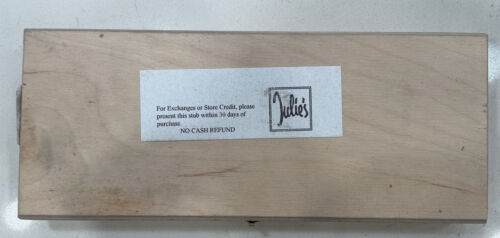 For Exchanges or Store Credit, please
present this stub within 30 days of
purchase
NO CASH REFUND
Julie's